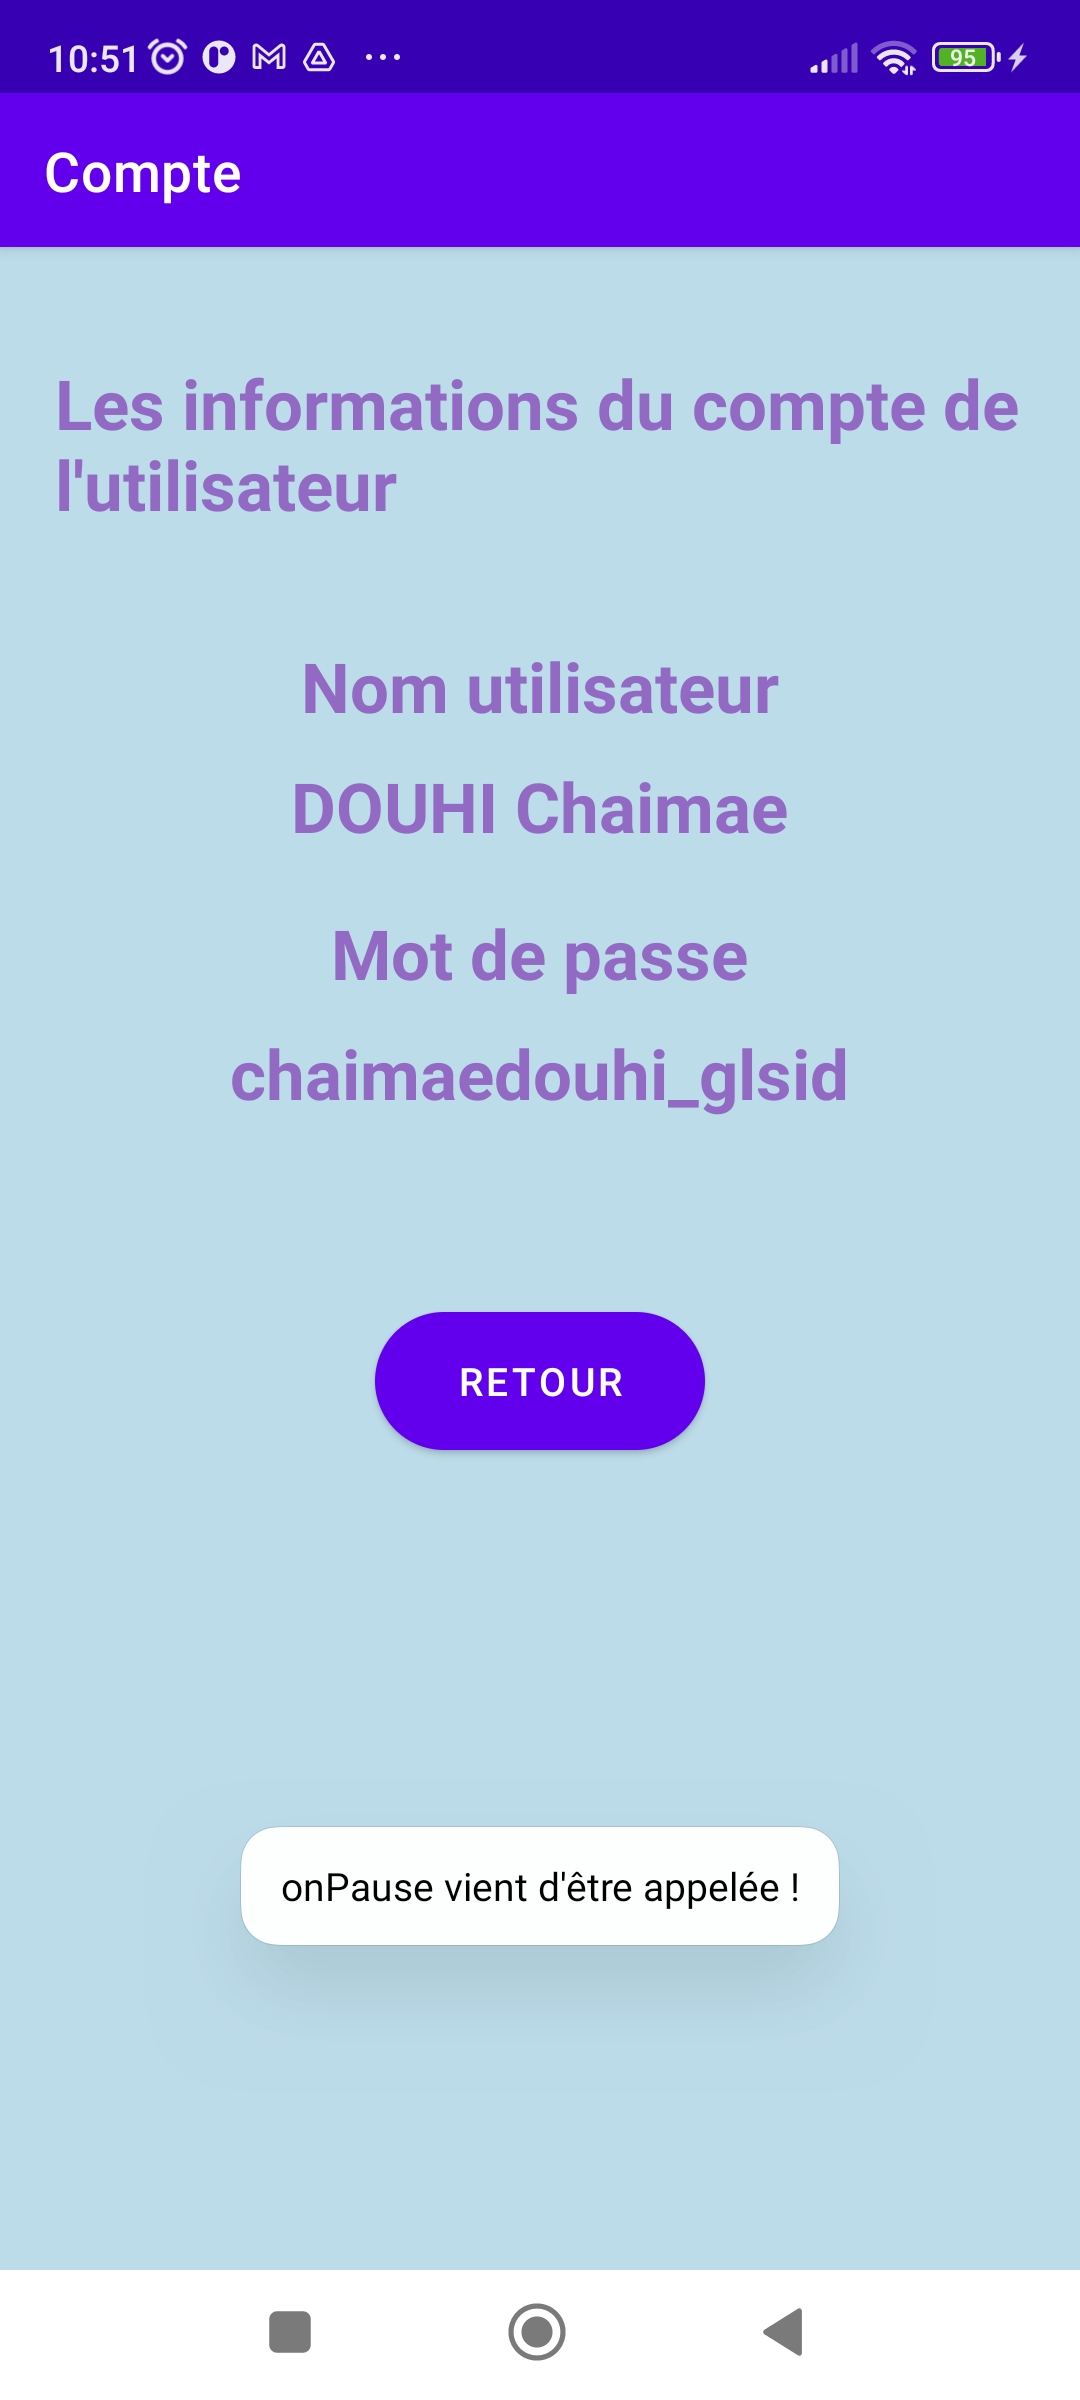 10:51
95
Compte
Les informations du compte de
l'utilisateur
Nom utilisateur
DOUHI Chaimae
Mot de passe
chaimaedouhi_glsid
RETOUR
onPause vient d'être appelée !